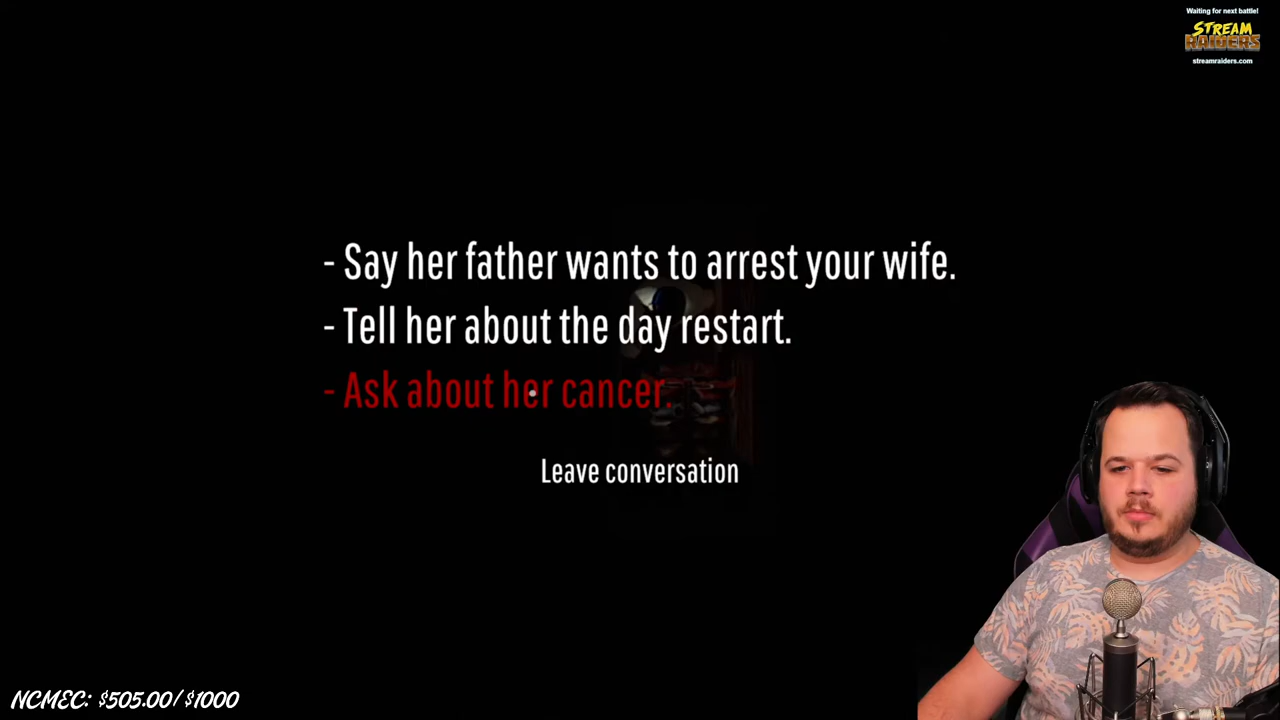 Waiting for next battle!
STREAM
RAIDERS
streamraiders.com
- Say her father wants to arrest your wife.
- Tell her about the day restart.
- Ask about her cancer.
Leave conversation
NCMEC: $505.00/$1000